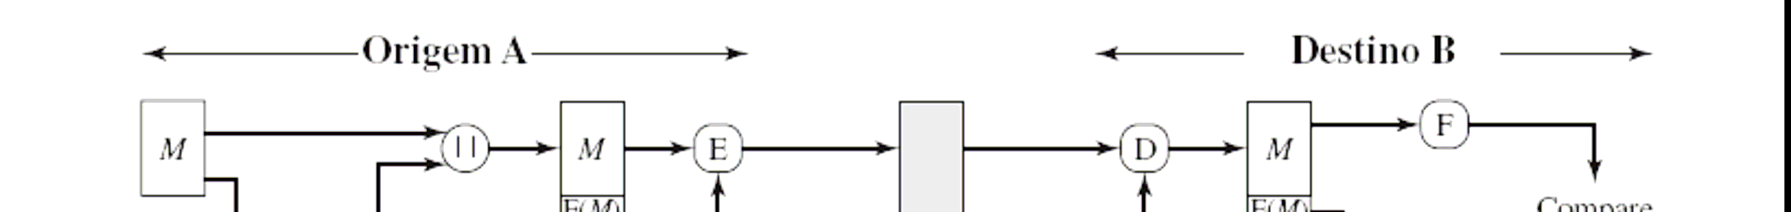 Origem A Destino B
M || M E D M F
F(M) F(M) Compare